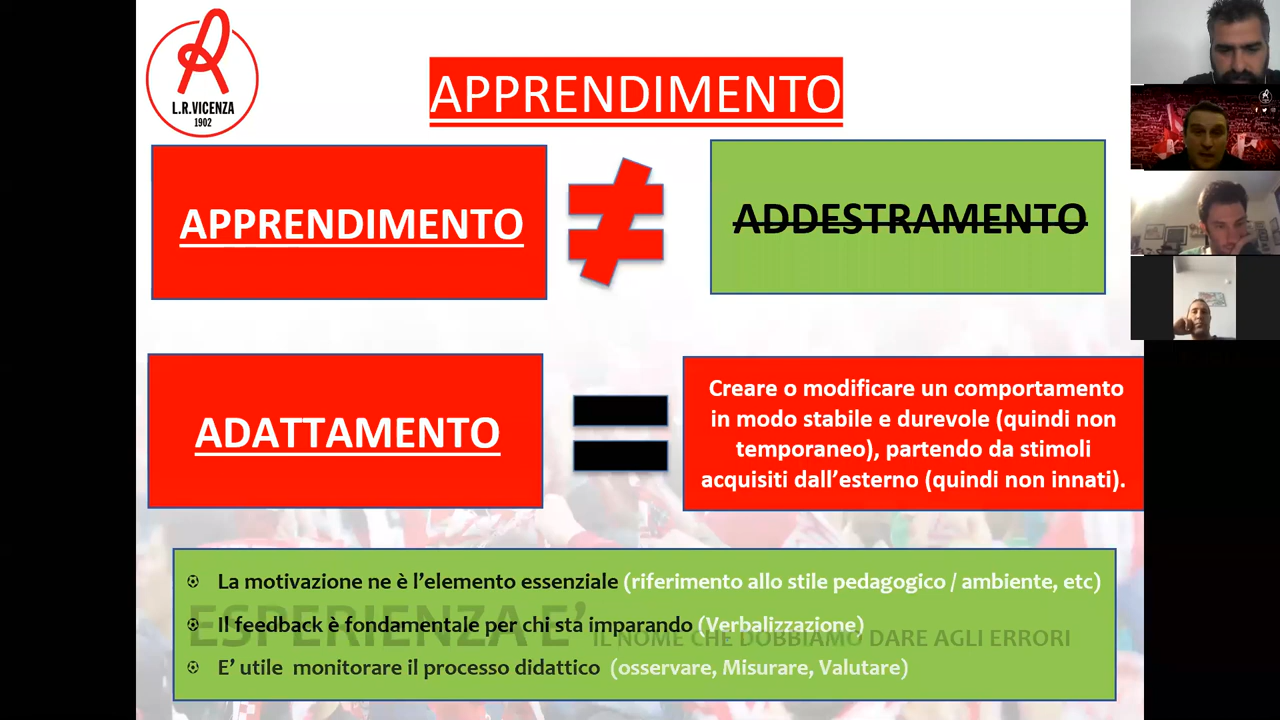 L.R.VICENZA
1902
APPRENDIMENTO
APPRENDIMENTO
≠
ADDESTRAMENTO
ADATTAMENTO
=
Creare o modificare un comportamento
in modo stabile e durevole (quindi non
temporaneo), partendo da stimoli
acquisiti dall'esterno (quindi non innati).
La motivazione ne è l'elemento essenziale (riferimento allo stile pedagogico / ambiente, etc)
Il feedback è fondamentale per chi sta imparando (Verbalizzazione)
ESPERIENZA E' IL NOME CHE DOBBIAMO DARE AGLI ERRORI
E' utile  monitorare il processo didattico  (osservare, Misurare, Valutare)